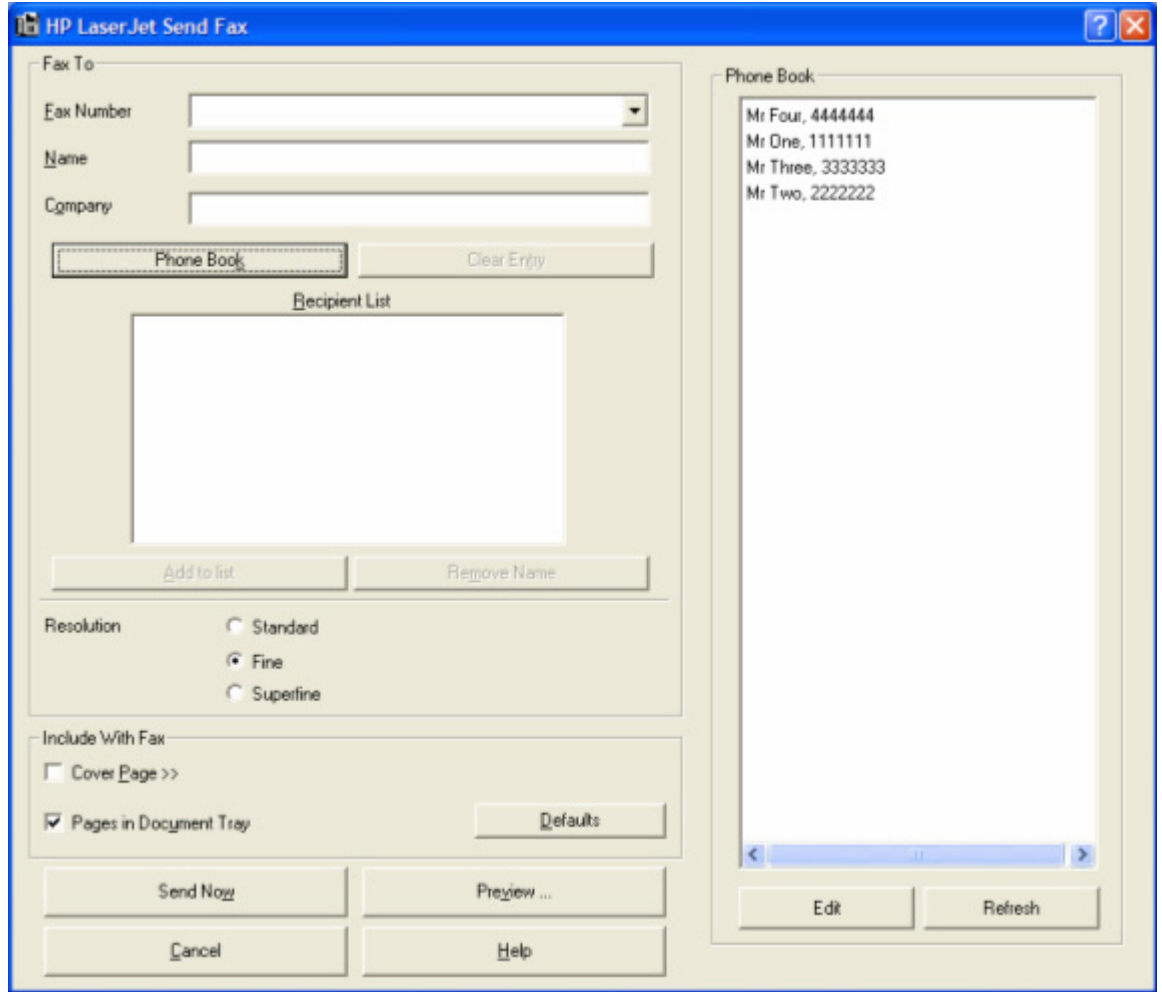 HP LaserJet Send Fax
Fax To
Fax Number
Name
Company
Phone Book
Clear Entry
Recipient List
Add to list
Remove Name
Resolution
Standard
Fine
Superfine
Include With Fax
Cover Page >>
Pages in Document Tray
Defaults
Send Now
Preview ...
Cancel
Help
Phone Book
Mr Four, 4444444
Mr One, 1111111
Mr Three, 3333333
Mr Two, 2222222
Edit
Refresh